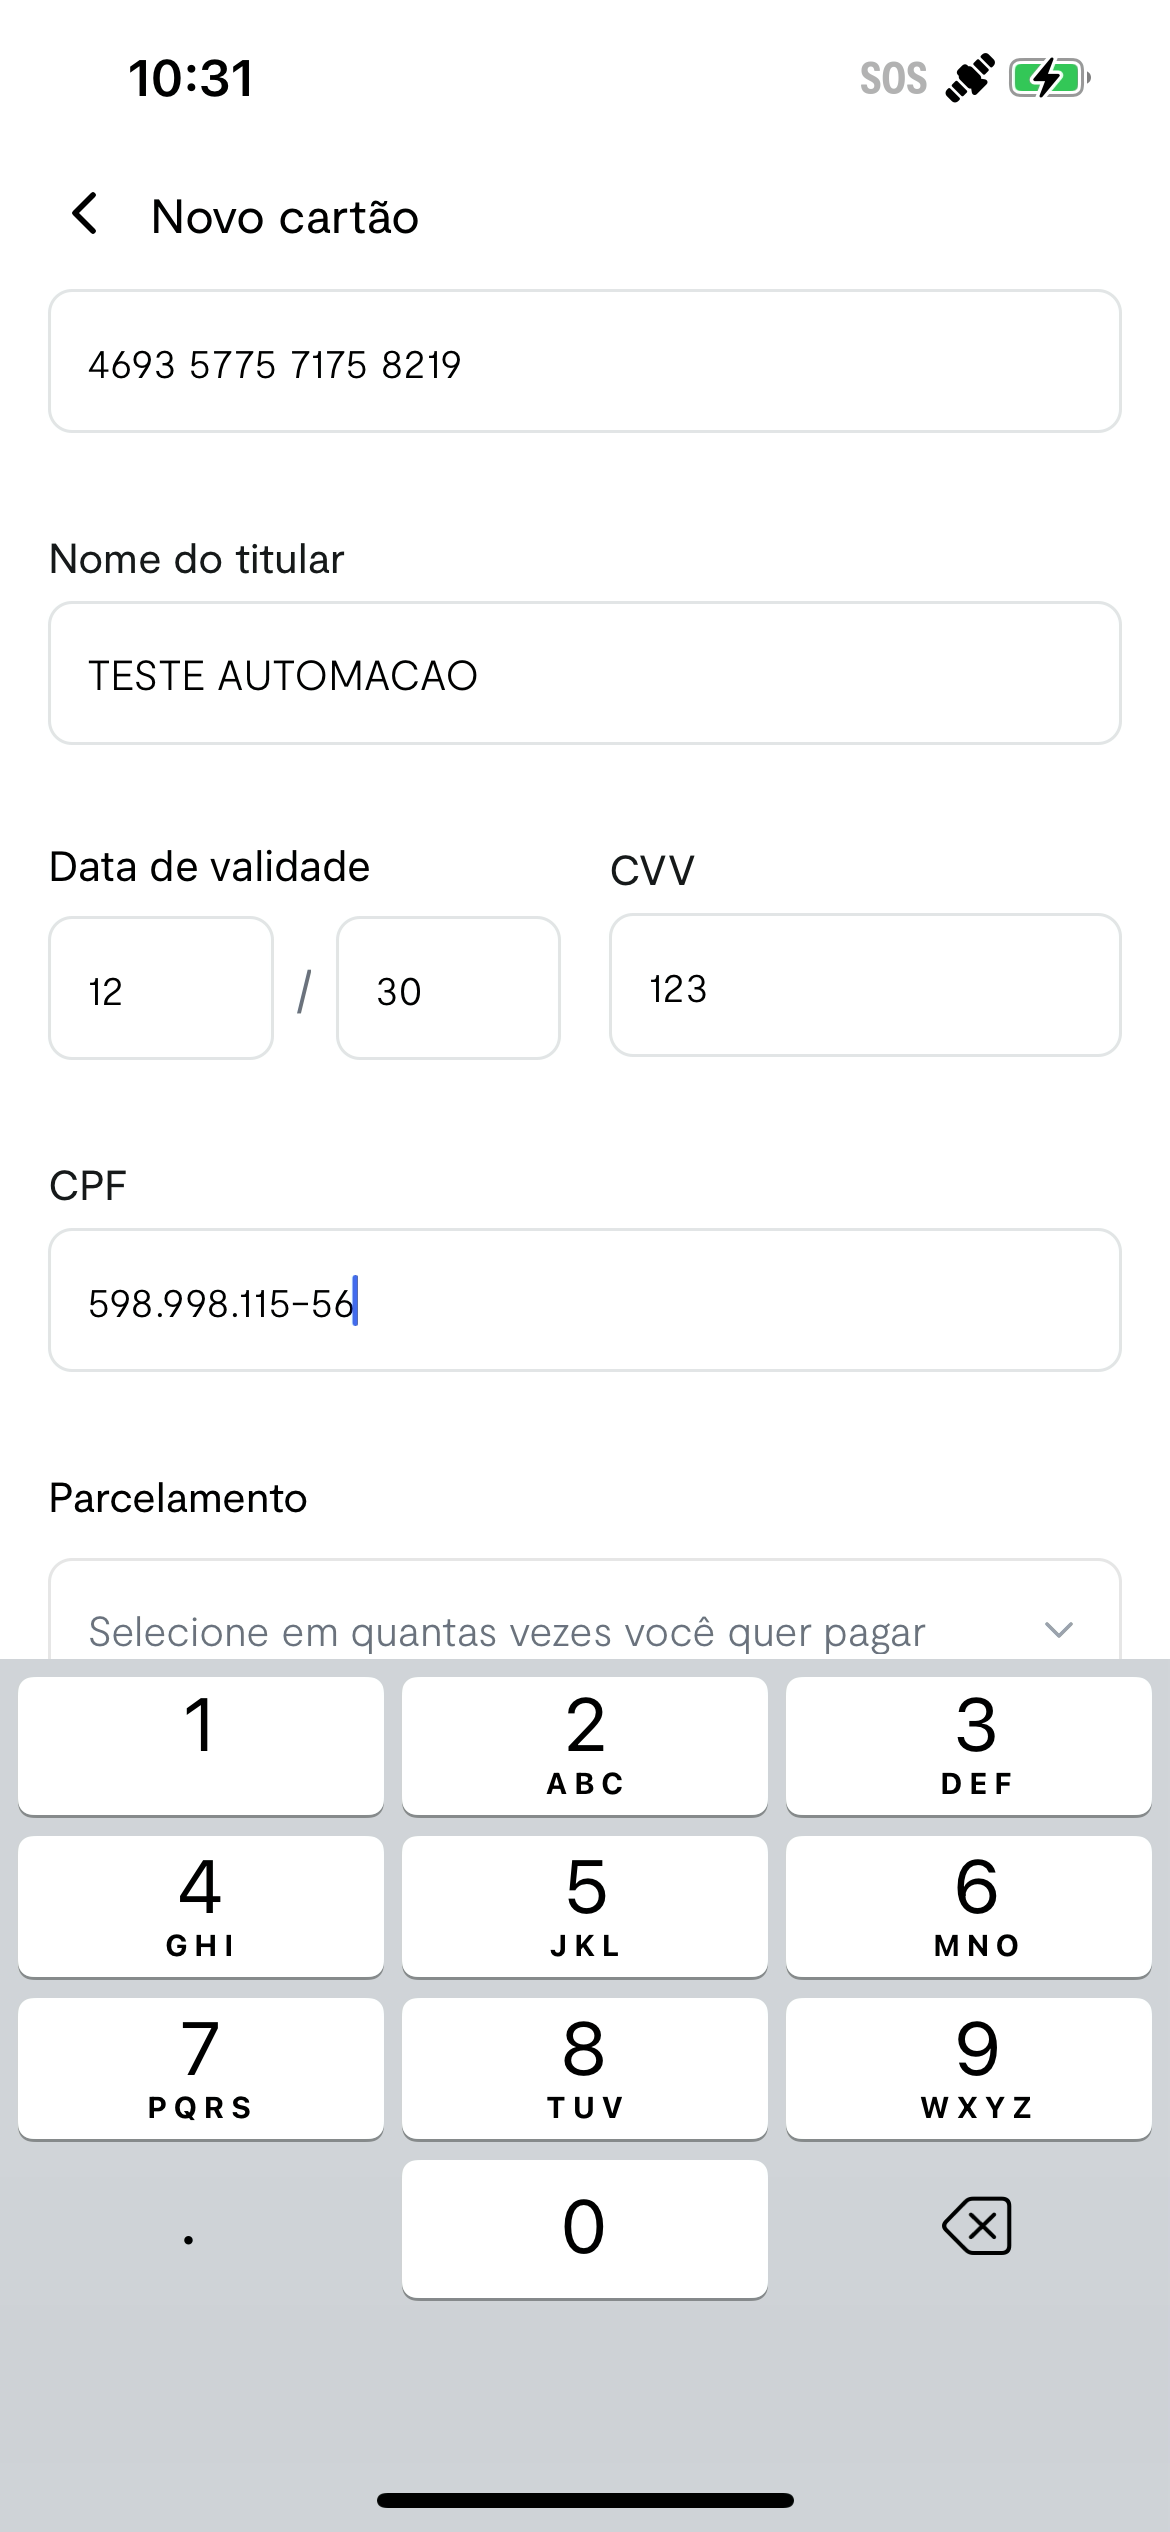 10:31 SOS
Novo cartão
4693 5775 7175 8219
Nome do titular
TESTE AUTOMACAO
Data de validade CVV
12 / 30 123
CPF
598.998.115-56
Parcelamento
Selecione em quantas vezes você quer pagar
1 2 3
ABC DEF
4 5 6
GHI JKL MNO
7 8 9
PQRS TUV WXYZ
. 0